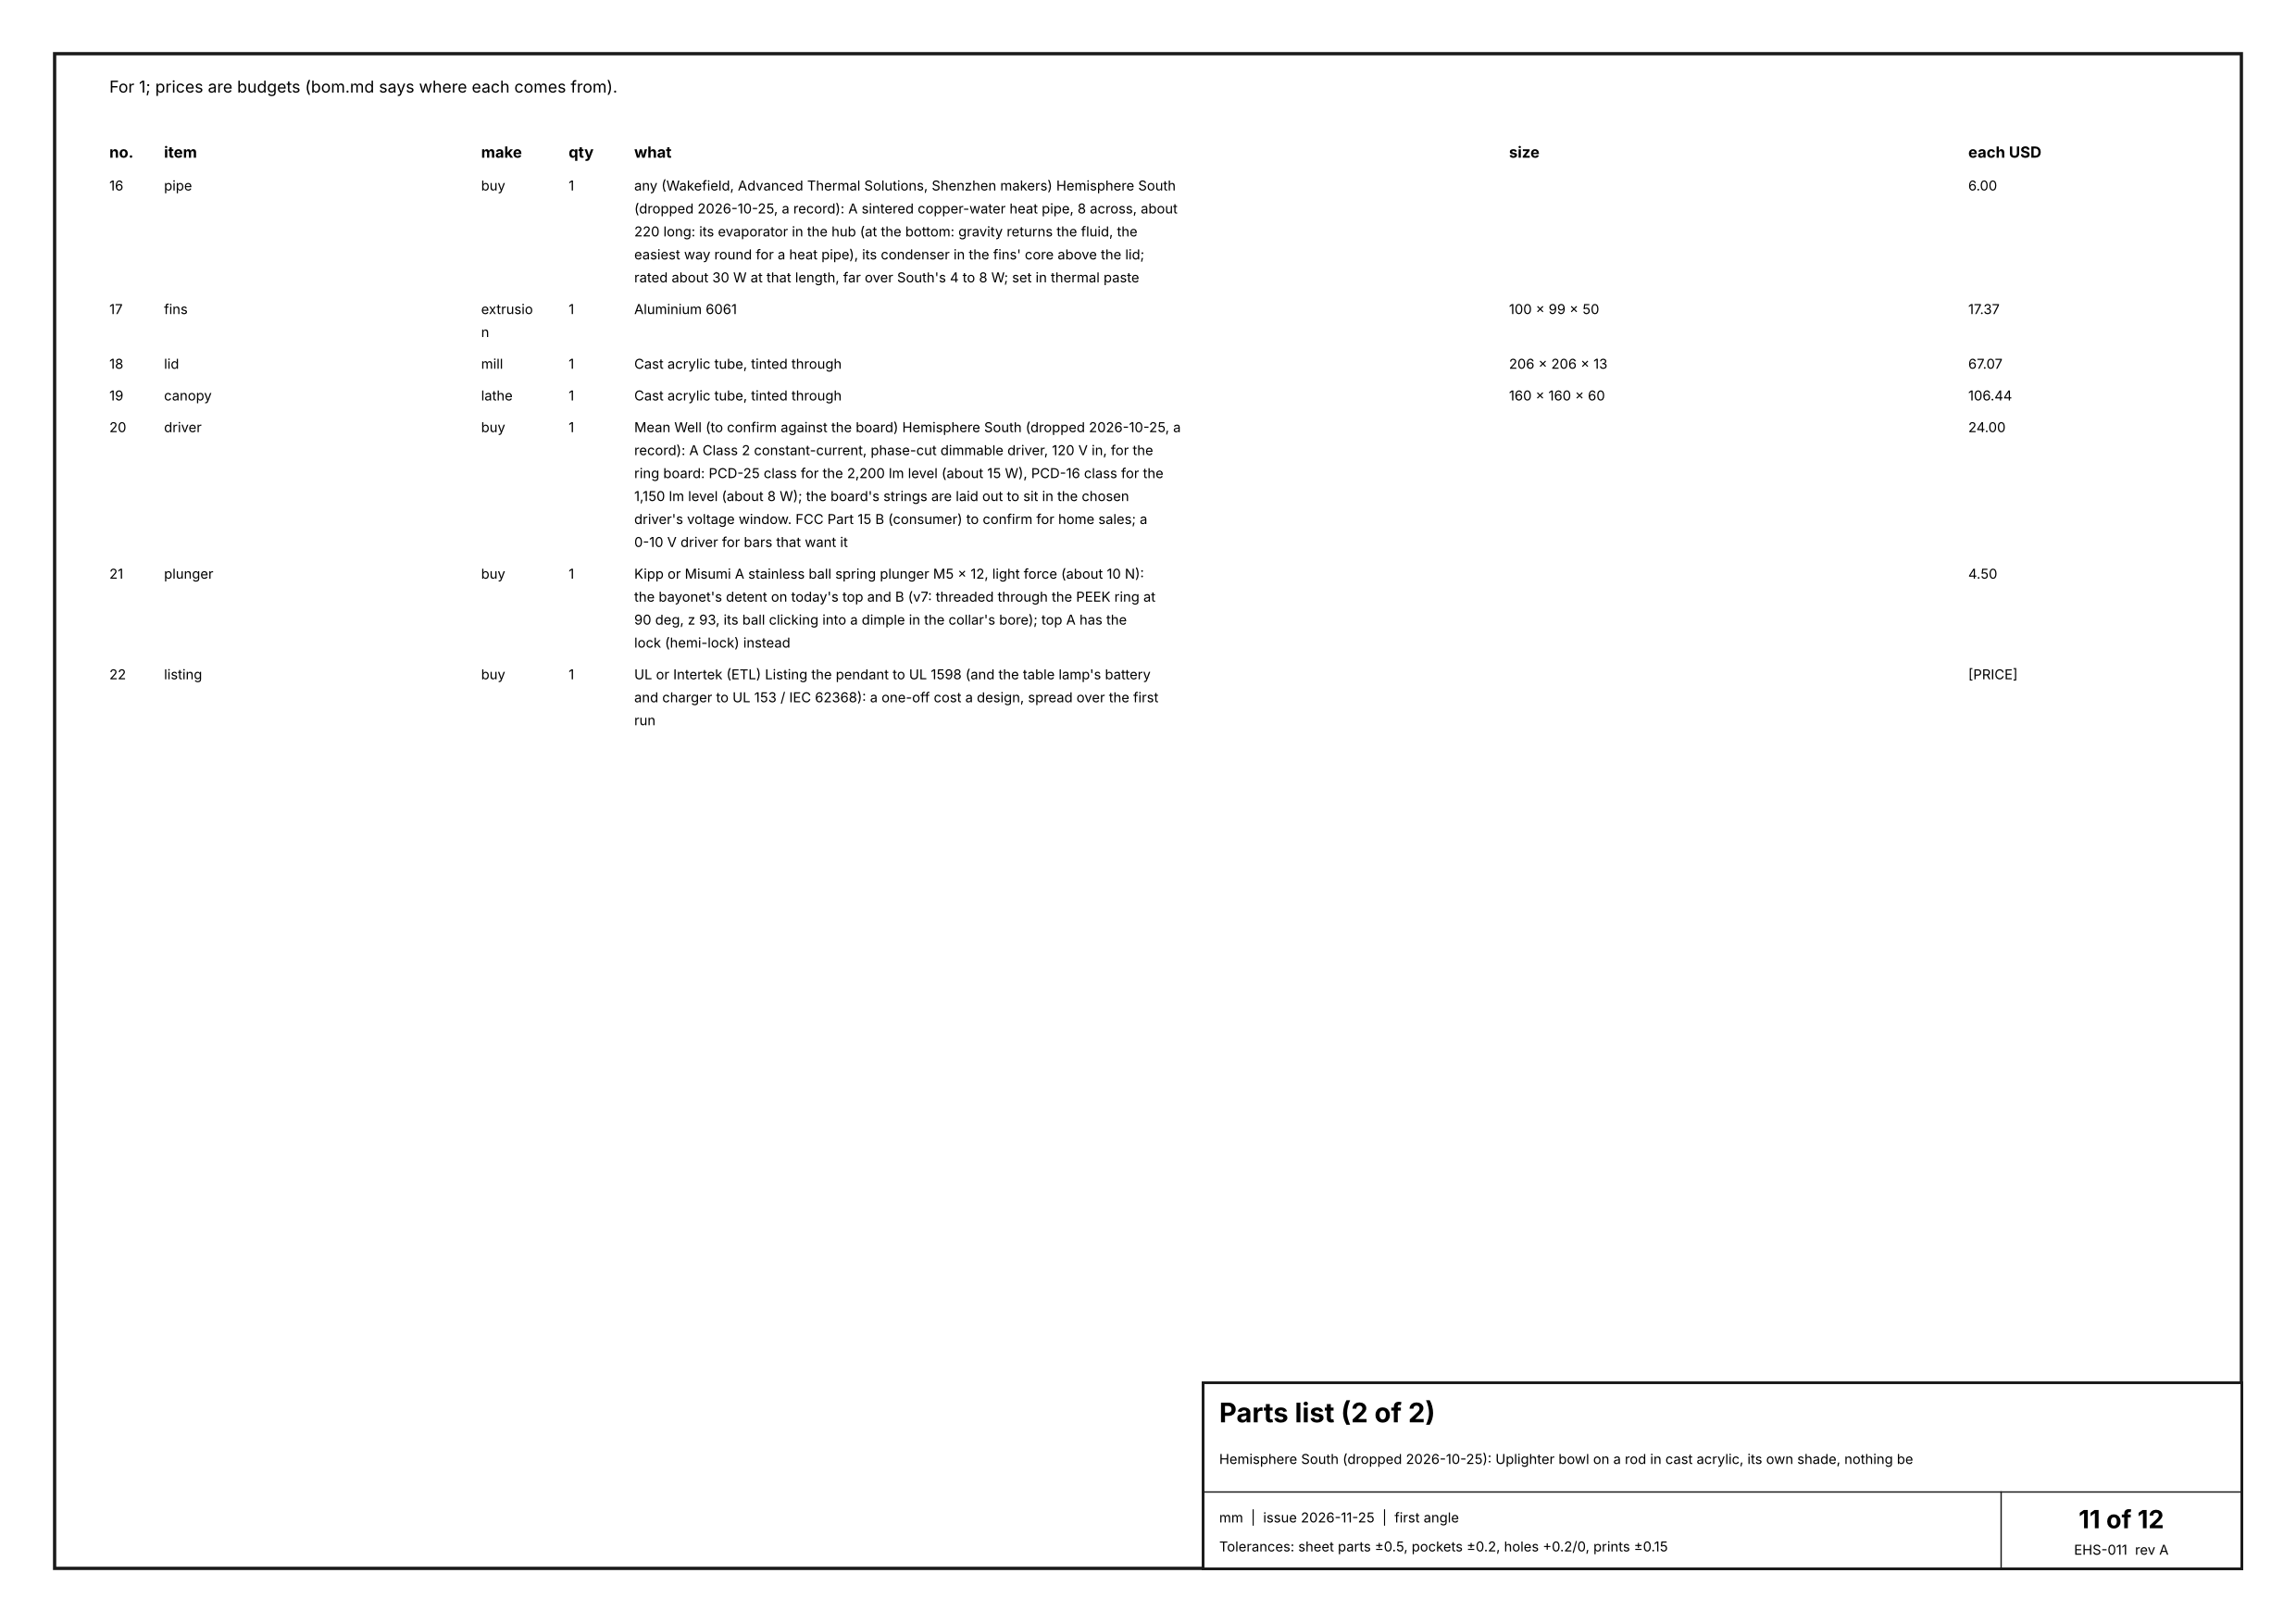 For 1; prices are budgets (bom.md says where each comes from).
no. item make qty what size each USD
16 pipe buy 1 any (Wakefield, Advanced Thermal Solutions, Shenzhen makers) Hemisphere South 6.00
(dropped 2026-10-25, a record): A sintered copper-water heat pipe, 8 across, about
220 long: its evaporator in the hub (at the bottom: gravity returns the fluid, the
easiest way round for a heat pipe), its condenser in the fins' core above the lid;
rated about 30 W at that length, far over South's 4 to 8 W; set in thermal paste
17 fins extrusio 1 Aluminium 6061 100 × 99 × 50 17.37
n
18 lid mill 1 Cast acrylic tube, tinted through 206 × 206 × 13 67.07
19 canopy lathe 1 Cast acrylic tube, tinted through 160 × 160 × 60 106.44
20 driver buy 1 Mean Well (to confirm against the board) Hemisphere South (dropped 2026-10-25, a 24.00
record): A Class 2 constant-current, phase-cut dimmable driver, 120 V in, for the
ring board: PCD-25 class for the 2,200 lm level (about 15 W), PCD-16 class for the
1,150 lm level (about 8 W); the board's strings are laid out to sit in the chosen
driver's voltage window. FCC Part 15 B (consumer) to confirm for home sales; a
0-10 V driver for bars that want it
21 plunger buy 1 Kipp or Misumi A stainless ball spring plunger M5 × 12, light force (about 10 N): 4.50
the bayonet's detent on today's top and B (v7: threaded through the PEEK ring at
90 deg, z 93, its ball clicking into a dimple in the collar's bore); top A has the
lock (hemi-lock) instead
22 listing buy 1 UL or Intertek (ETL) Listing the pendant to UL 1598 (and the table lamp's battery [PRICE]
and charger to UL 153 / IEC 62368): a one-off cost a design, spread over the first
run
Parts list (2 of 2)
Hemisphere South (dropped 2026-10-25): Uplighter bowl on a rod in cast acrylic, its own shade, nothing be
mm | issue 2026-11-25 | first angle
Tolerances: sheet parts ±0.5, pockets ±0.2, holes +0.2/0, prints ±0.15
11 of 12
EHS-011 rev A